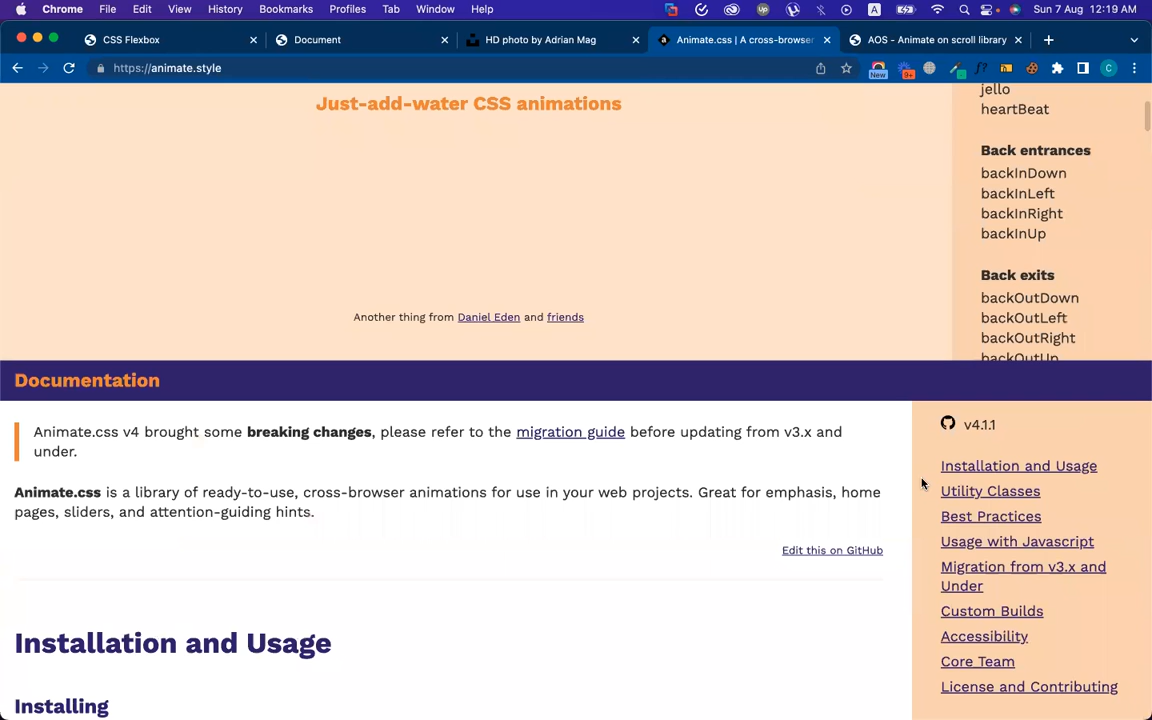 Chrome File Edit View History Bookmarks Profiles Tab Window Help Sun 7 Aug 12:19 AM
CSS Flexbox Document HD photo by Adrian Mag Animate.css | A cross-browser AOS - Animate on scroll library
https://animate.style New 9+ C
Just-add-water CSS animations
jello
heartBeat
Back entrances
backInDown
backInLeft
backInRight
backInUp
Back exits
backOutDown
backOutLeft
backOutRight
backOutUp
Another thing from Daniel Eden and friends
Documentation
Animate.css v4 brought some breaking changes, please refer to the migration guide before updating from v3.x and
under.
Animate.css is a library of ready-to-use, cross-browser animations for use in your web projects. Great for emphasis, home
pages, sliders, and attention-guiding hints.
Edit this on GitHub
Installation and Usage
Installing
v4.1.1
Installation and Usage
Utility Classes
Best Practices
Usage with Javascript
Migration from v3.x and
Under
Custom Builds
Accessibility
Core Team
License and Contributing